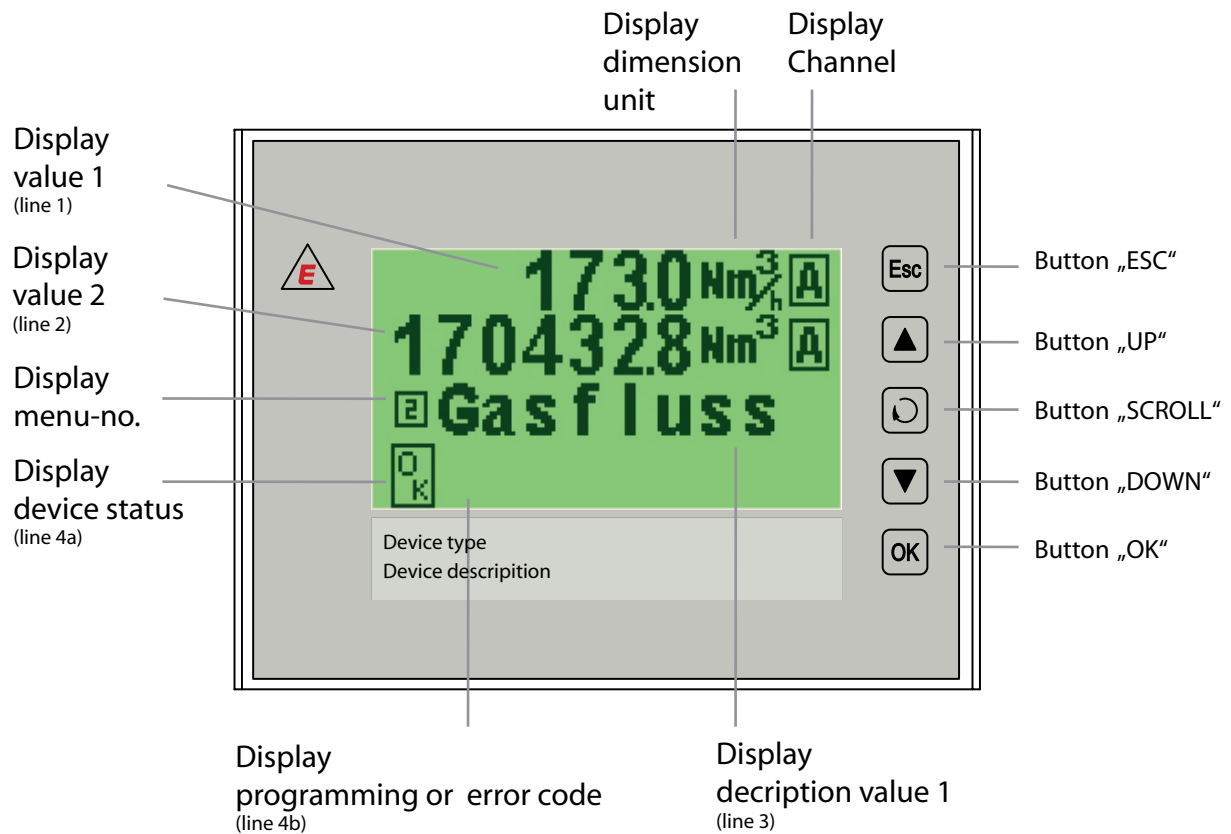 Display
dimension
unit
Display
Channel
Display
value 1
(line 1)
Display
value 2
(line 2)
Display
menu-no.
Display
device status
(line 4a)
E
173.0 Nm³/h A
170432.8 Nm³ A
2 Gasfluss
OK
Device type
Device descripition
Esc
OK
Button „ESC“
Button „UP“
Button „SCROLL“
Button „DOWN“
Button „OK“
Display
programming or error code
(line 4b)
Display
decription value 1
(line 3)